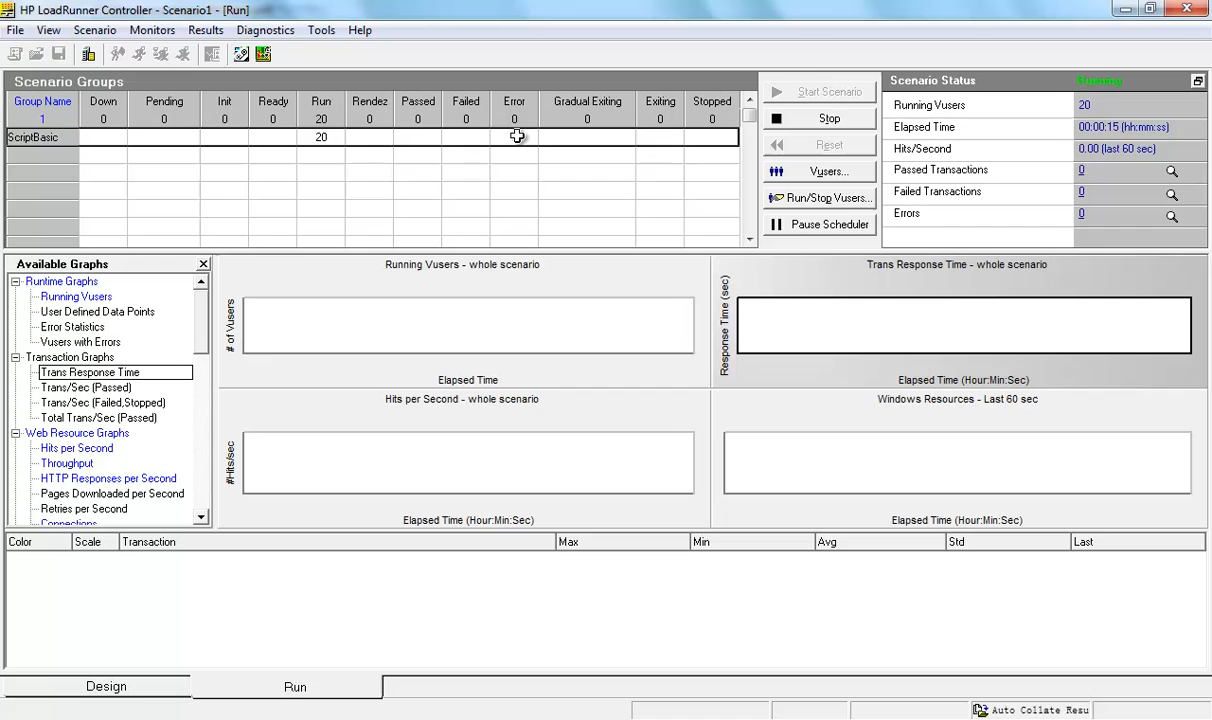 HP LoadRunner Controller - Scenario1 - [Run]
File View Scenario Monitors Results Diagnostics Tools Help
Scenario Groups
Group Name Down Pending Init Ready Run Rendez Passed Failed Error Gradual Exiting Exiting Stopped
1 0 0 0 0 20 0 0 0 0 0 0 0
ScriptBasic 20
Start Scenario
Stop
Reset
Vusers...
Run/Stop Vusers...
Pause Scheduler
Scenario Status Running
Running Vusers 20
Elapsed Time 00:00:15 (hh:mm:ss)
Hits/Second 0.00 (last 60 sec)
Passed Transactions 0
Failed Transactions 0
Errors 0
Available Graphs
Runtime Graphs
Running Vusers
User Defined Data Points
Error Statistics
Vusers with Errors
Transaction Graphs
Trans Response Time
Trans/Sec (Passed)
Trans/Sec (Failed,Stopped)
Total Trans/Sec (Passed)
Web Resource Graphs
Hits per Second
Throughput
HTTP Responses per Second
Pages Downloaded per Second
Retries per Second
Connections
Running Vusers - whole scenario
# of Vusers
Elapsed Time
Trans Response Time - whole scenario
Response Time (sec)
Elapsed Time (Hour:Min:Sec)
Hits per Second - whole scenario
#Hits/sec
Elapsed Time (Hour:Min:Sec)
Windows Resources - Last 60 sec
Elapsed Time (Hour:Min:Sec)
Color Scale Transaction Max Min Avg Std Last
Design Run
Auto Collate Resu